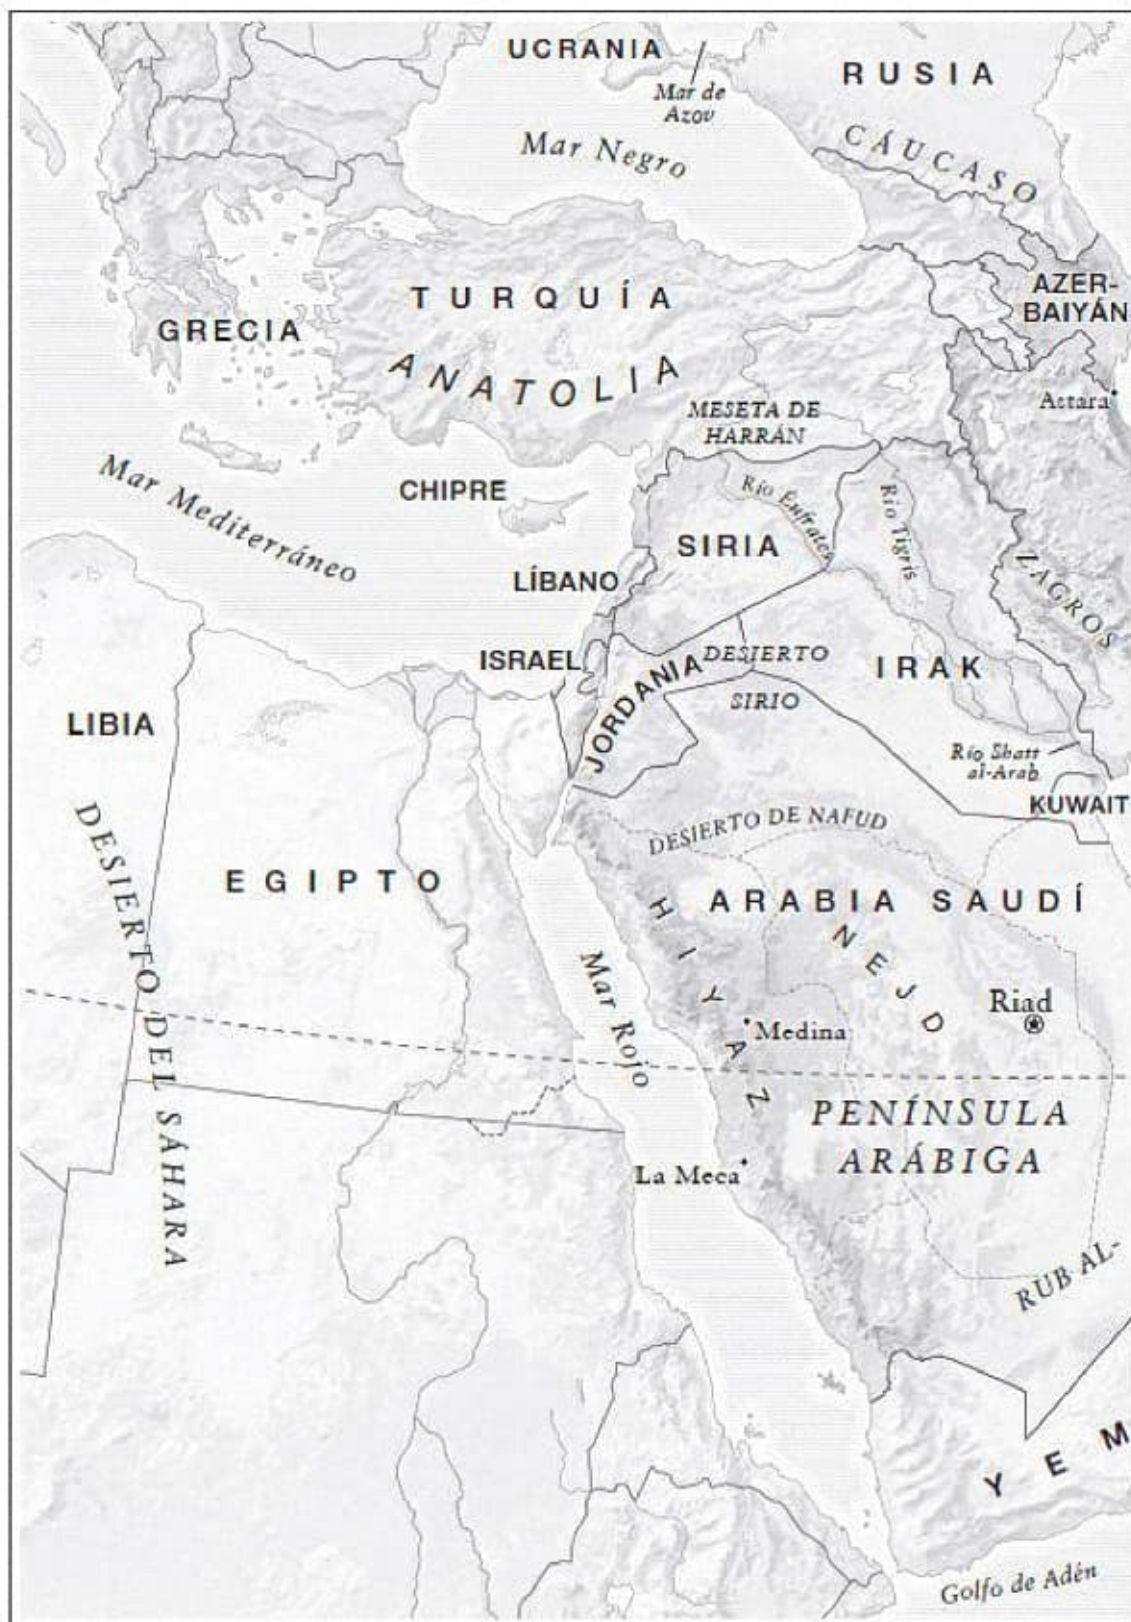 UCRANIA
RUSIA
Mar de
Azov
Mar Negro
CÁUCASO
TURQUÍA
AZER-
BAIYÁN
GRECIA
ANATOLIA
Astara
MESETA DE
HARRÁN
Mar Mediterráneo
CHIPRE
Río Éufrates
Río Tigris
SIRIA
ZAGROS
LÍBANO
ISRAEL
JORDANIA
DESIERTO
SIRIO
IRAK
LIBIA
Río Shatt
al-Arab
KUWAIT
DESIERTO DEL SÁHARA
DESIERTO DE NAFUD
EGIPTO
HIYAZ
ARABIA SAUDÍ
NEJD
Mar Rojo
Riad
Medina
PENÍNSULA
ARÁBIGA
La Meca
RUB AL-
YEM
Golfo de Adén